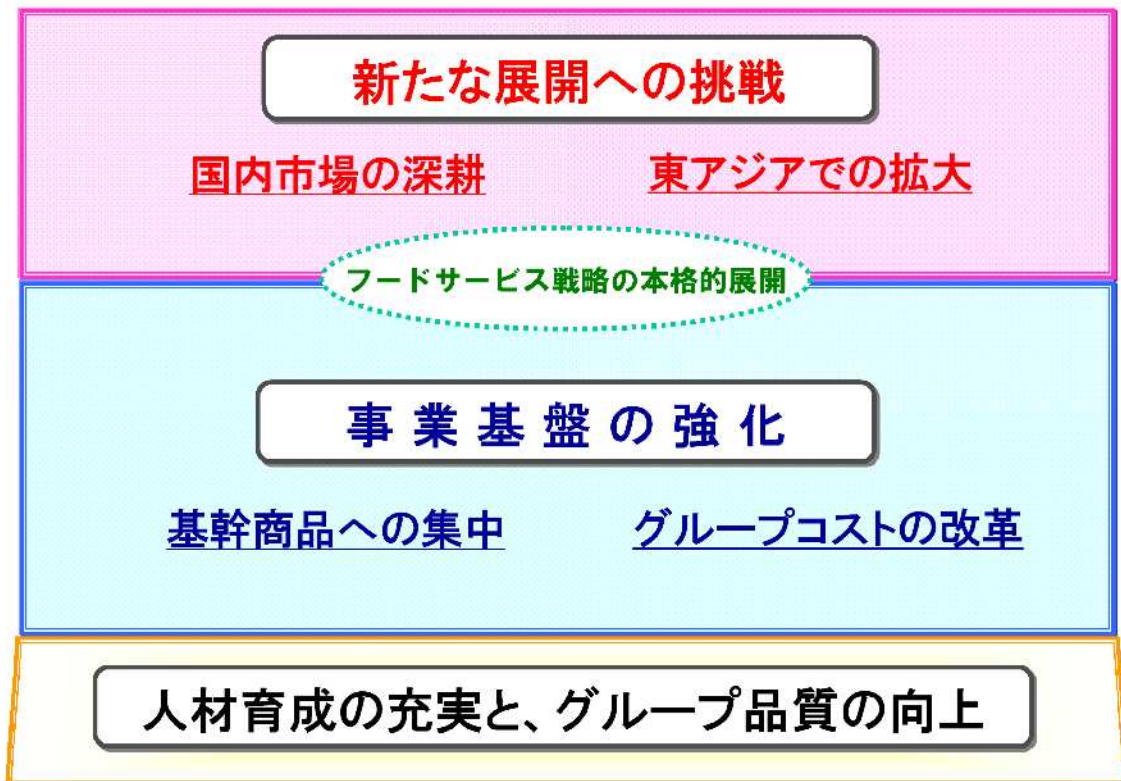 新たな展開への挑戦
国内市場の深耕 東アジアでの拡大
フードサービス戦略の本格的展開
事業基盤の強化
基幹商品への集中 グループコストの改革
人材育成の充実と、グループ品質の向上